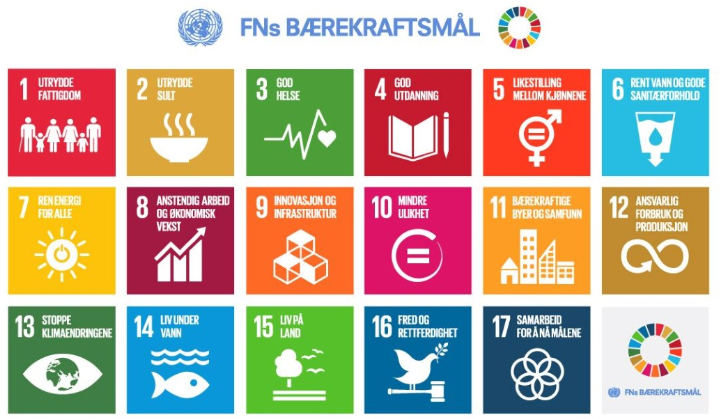 FNs BÆREKRAFTSMÅL
1 UTRYDDE
FATTIGDOM
2 UTRYDDE
SULT
3 GOD
HELSE
4 GOD
UTDANNING
5 LIKESTILLING
MELLOM KJØNNENE
6 RENT VANN OG GODE
SANITÆRFORHOLD
7 REN ENERGI
FOR ALLE
8 ANSTENDIG ARBEID
OG ØKONOMISK
VEKST
9 INNOVASJON OG
INFRASTRUKTUR
10 MINDRE
ULIKHET
11 BÆREKRAFTIGE
BYER OG SAMFUNN
12 ANSVARLIG
FORBRUK OG
PRODUKSJON
13 STOPPE
KLIMAENDRINGENE
14 LIV UNDER
VANN
15 LIV PÅ
LAND
16 FRED OG
RETTFERDIGHET
17 SAMARBEID
FOR Å NÅ MÅLENE
FNs BÆREKRAFTSMÅL